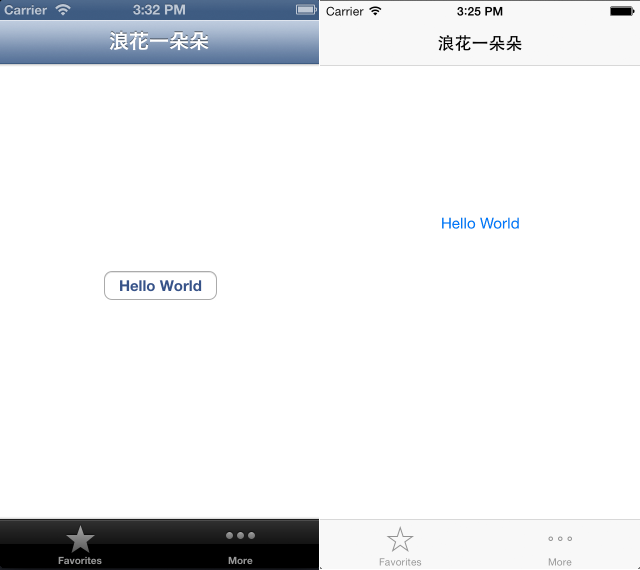 Carrier 3:32 PM
浪花一朵朵
Hello World
Favorites More
Carrier 3:25 PM
浪花一朵朵
Hello World
Favorites More